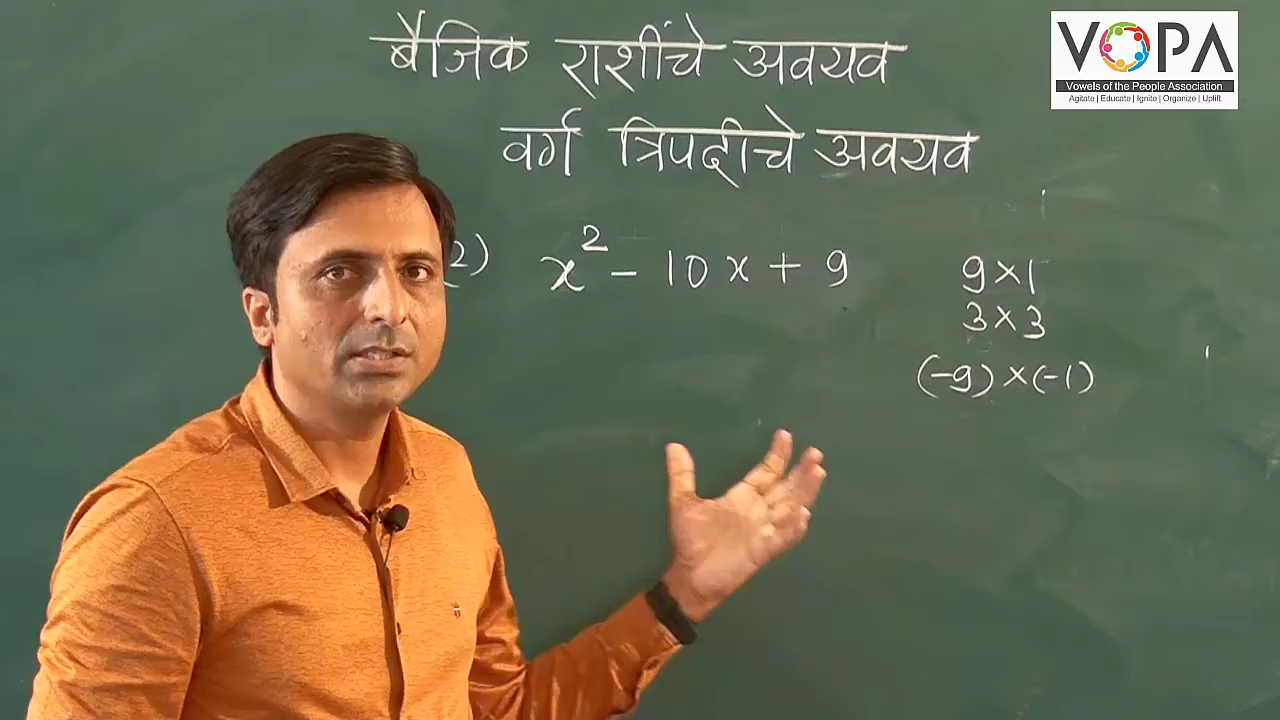 बैजिक राशींचे अवयव
वर्ग त्रिपदीचे अवयव
VOPA
Vowels of the People Association
Agitate | Educate | Ignite | Organize | Uplift
(2) x² - 10x + 9
9×1
3×3
(-9)×(-1)